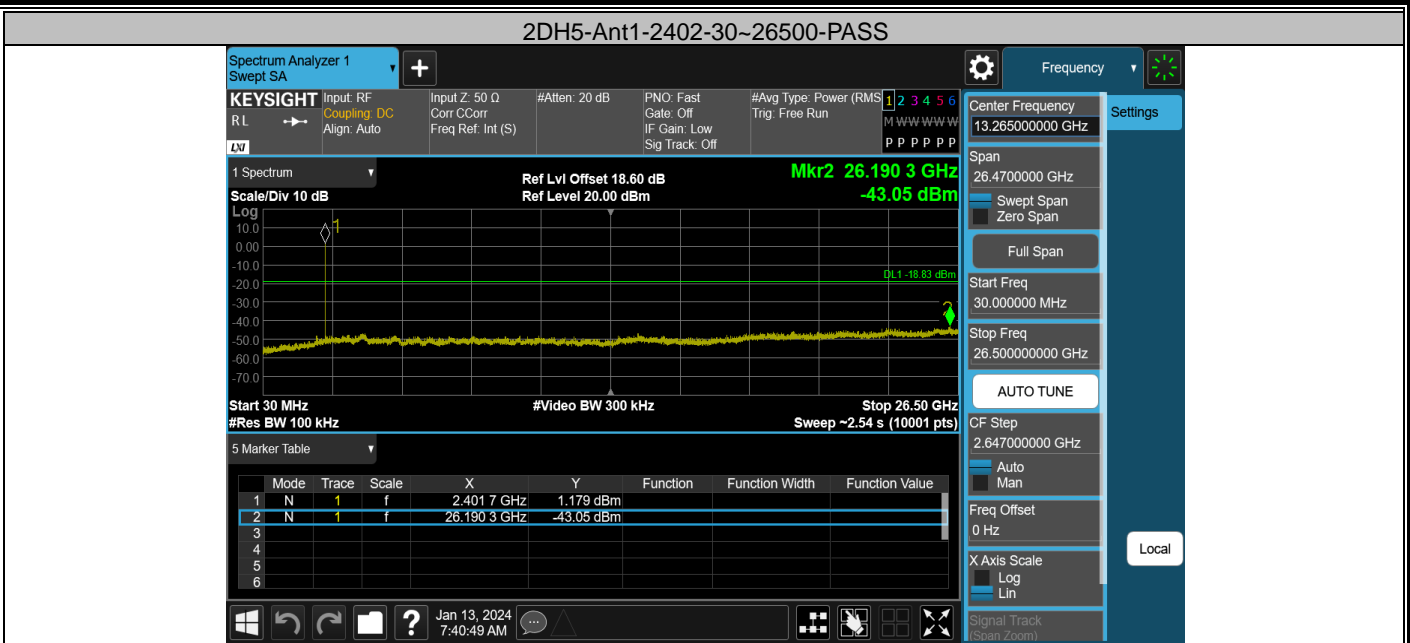 2DH5-Ant1-2402-30~26500-PASS
Spectrum Analyzer 1
Swept SA
Frequency
KEYSIGHT
RL
LXI
Input: RF
Coupling: DC
Align: Auto
Input Z: 50 Ω
Corr CCorr
Freq Ref: Int (S)
#Atten: 20 dB
PNO: Fast
Gate: Off
IF Gain: Low
Sig Track: Off
#Avg Type: Power (RMS
Trig: Free Run
1 2 3 4 5 6
M W W W W W
P P P P P P
Center Frequency
13.265000000 GHz
Settings
Span
26.4700000 GHz
Swept Span
Zero Span
Full Span
Start Freq
30.000000 MHz
Stop Freq
26.500000000 GHz
AUTO TUNE
CF Step
2.647000000 GHz
Auto
Man
Freq Offset
0 Hz
X Axis Scale
Log
Lin
Signal Track
(Span Zoom)
Local
1 Spectrum
Scale/Div 10 dB
Log
Ref Lvl Offset 18.60 dB
Ref Level 20.00 dBm
Mkr2 26.190 3 GHz
-43.05 dBm
10.0
0.00
-10.0
-20.0
-30.0
-40.0
-50.0
-60.0
-70.0
1
2
DL1 -18.83 dBm
Start 30 MHz
#Video BW 300 kHz
Stop 26.50 GHz
#Res BW 100 kHz
Sweep ~2.54 s (10001 pts)
5 Marker Table
Mode Trace Scale X Y Function Function Width Function Value
1 N 1 f 2.401 7 GHz 1.179 dBm
2 N 1 f 26.190 3 GHz -43.05 dBm
3
4
5
6
?
Jan 13, 2024
7:40:49 AM